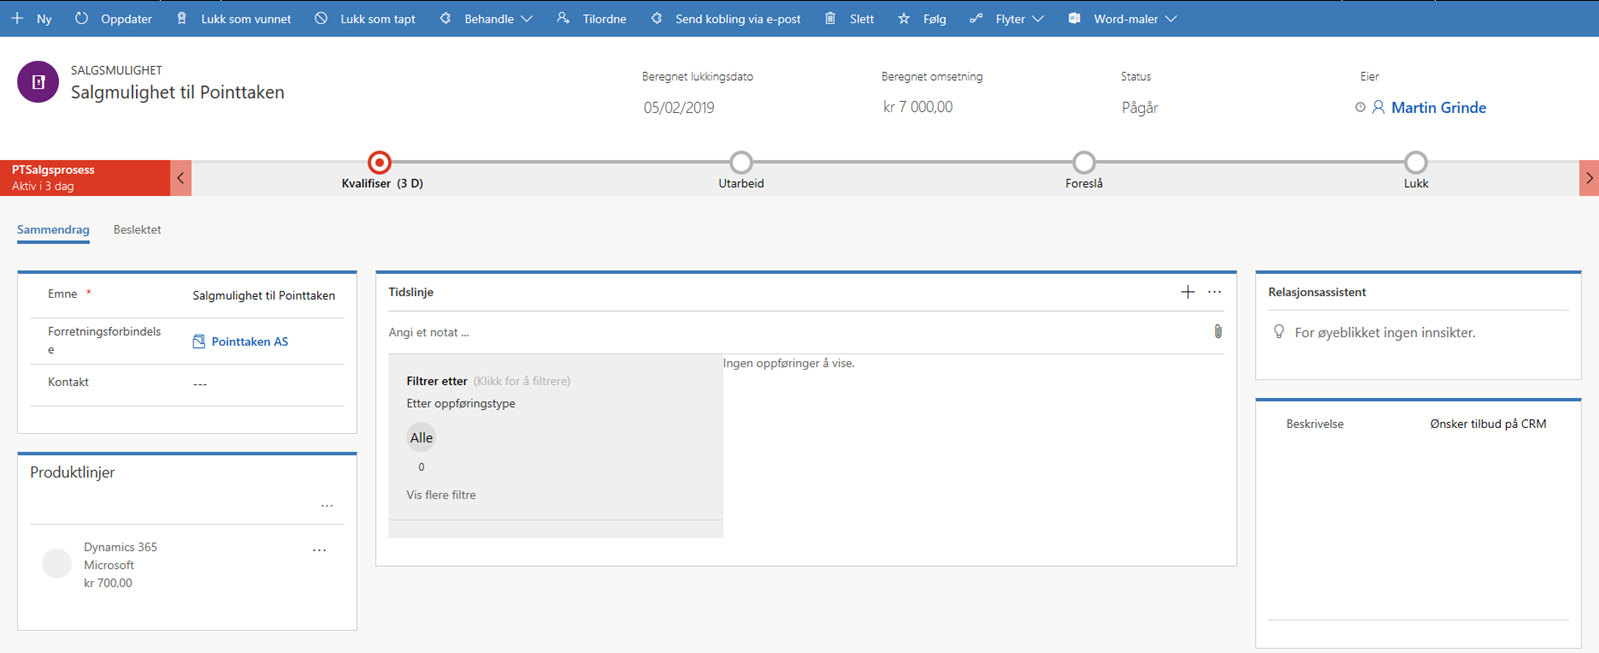 Ny Oppdater Lukk som vunnet Lukk som tapt Behandle Tilordne Send kobling via e-post Slett Følg Flyter Word-maler
SALGSMULIGHET
Salgmulighet til Pointtaken
Beregnet lukkingsdato Beregnet omsetning Status Eier
05/02/2019 kr 7 000,00 Pågår Martin Grinde
PTSalgsprosess
Aktiv i 3 dag
Kvalifiser (3 D) Utarbeid Foreslå Lukk
Sammendrag Beslektet
Emne * Salgmulighet til Pointtaken
Forretningsforbindels
e
Pointtaken AS
Kontakt ---
Produktlinjer
...
Dynamics 365 ...
Microsoft
kr 700,00
Tidslinje + ...
Angi et notat ...
Filtrer etter (Klikk for å filtrere)
Etter oppføringstype
Alle
0
Vis flere filtre
Ingen oppføringer å vise.
Relasjonsassistent
For øyeblikket ingen innsikter.
Beskrivelse Ønsker tilbud på CRM